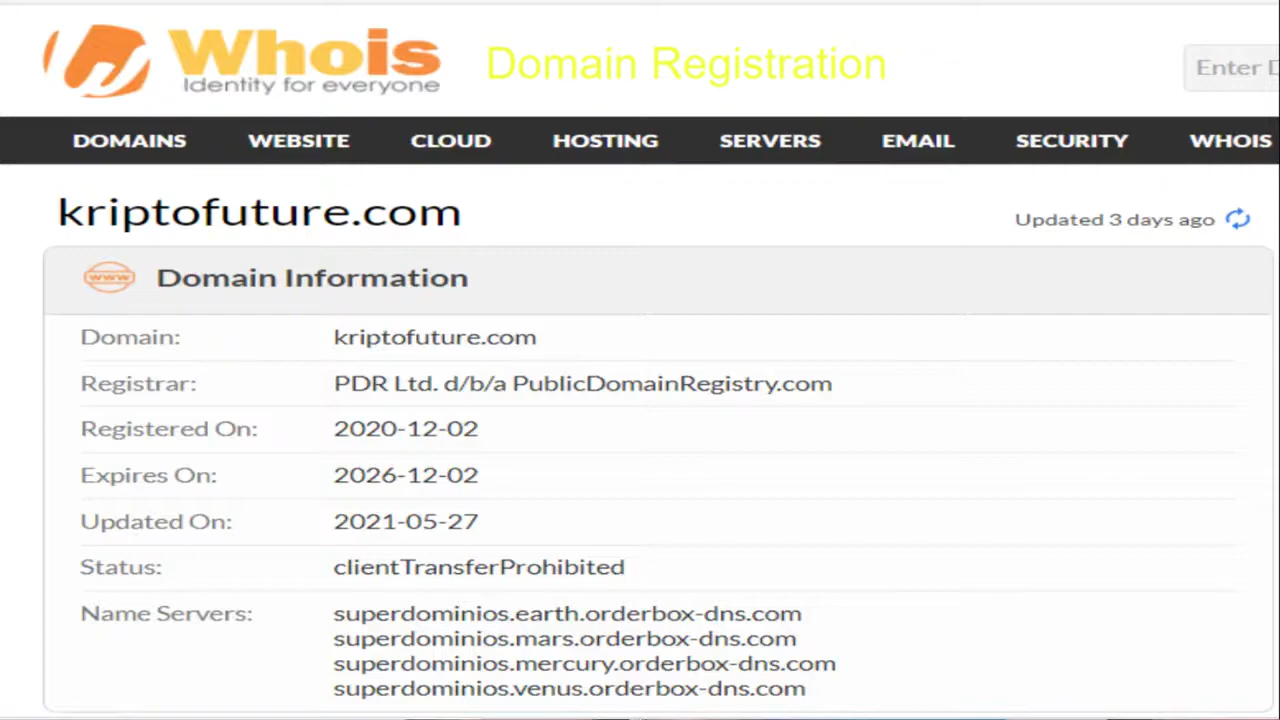 Whois
Identity for everyone
Domain Registration
Enter D
DOMAINS WEBSITE CLOUD HOSTING SERVERS EMAIL SECURITY WHOIS
kriptofuture.com
Updated 3 days ago
www Domain Information
Domain: kriptofuture.com
Registrar: PDR Ltd. d/b/a PublicDomainRegistry.com
Registered On: 2020-12-02
Expires On: 2026-12-02
Updated On: 2021-05-27
Status: clientTransferProhibited
Name Servers: superdominios.earth.orderbox-dns.com
superdominios.mars.orderbox-dns.com
superdominios.mercury.orderbox-dns.com
superdominios.venus.orderbox-dns.com